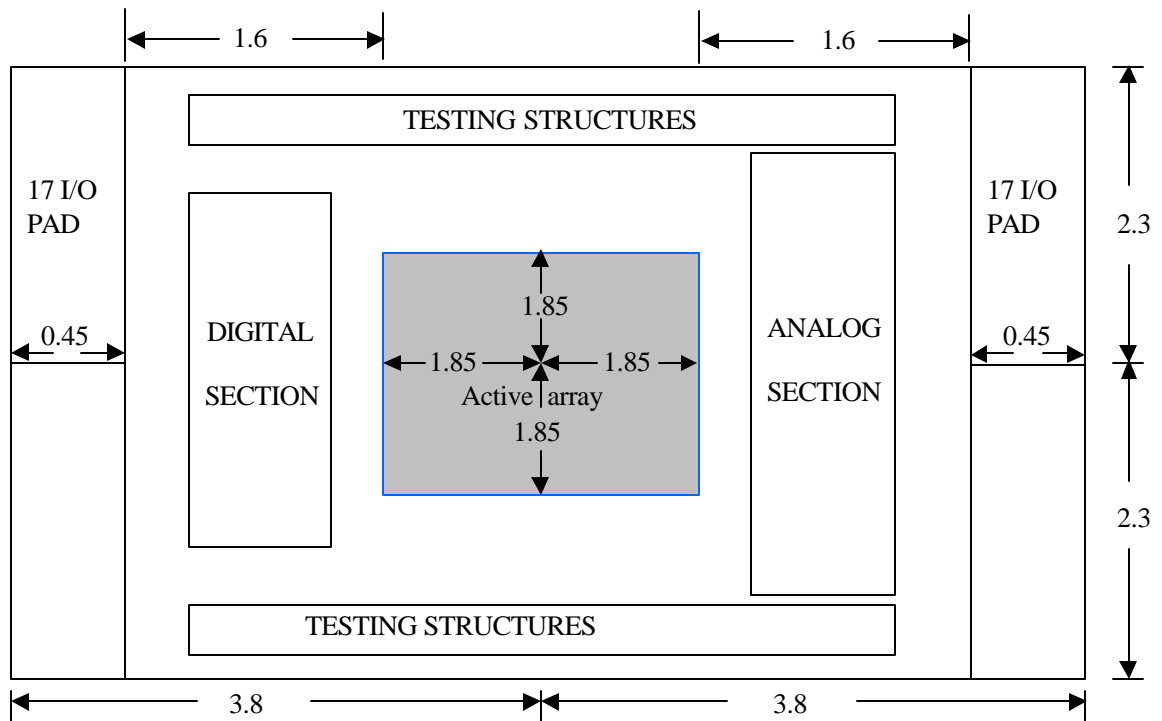 1.6
1.6
TESTING STRUCTURES
17 I/O
PAD
17 I/O
PAD
2.3
1.85
0.45
DIGITAL
SECTION
1.85
1.85
ANALOG
SECTION
0.45
Active array
1.85
2.3
TESTING STRUCTURES
3.8
3.8